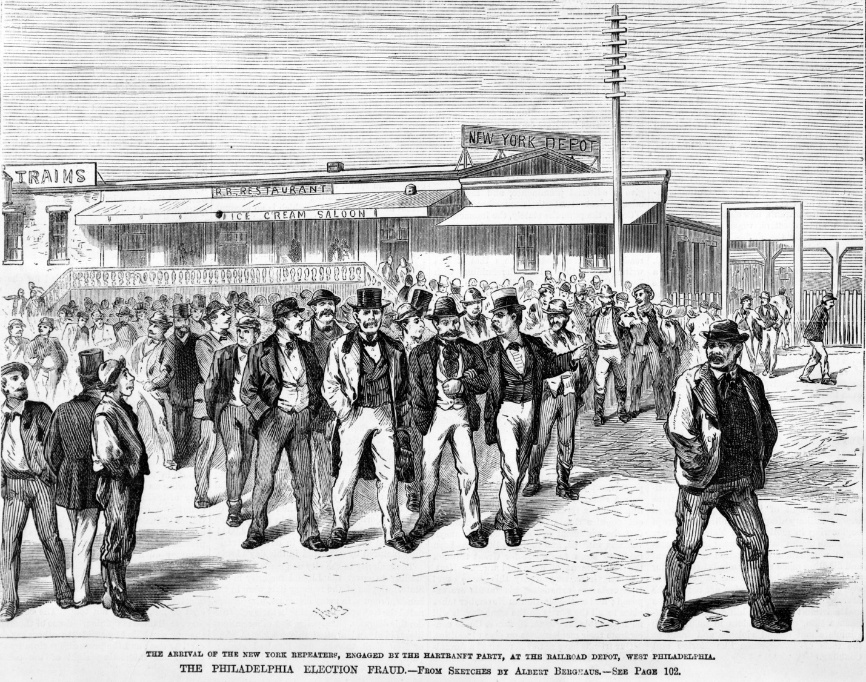 NEW YORK DEPOT
TRAINS
R.R. RESTAURANT
ICE CREAM SALOON
THE ARRIVAL OF THE NEW YORK REPEATERS, ENGAGED BY THE HARTRANFT PARTY, AT THE RAILROAD DEPOT, WEST PHILADELPHIA.
THE PHILADELPHIA ELECTION FRAUD.—FROM SKETCHES BY ALBERT BERGHAUS.—SEE PAGE 102.